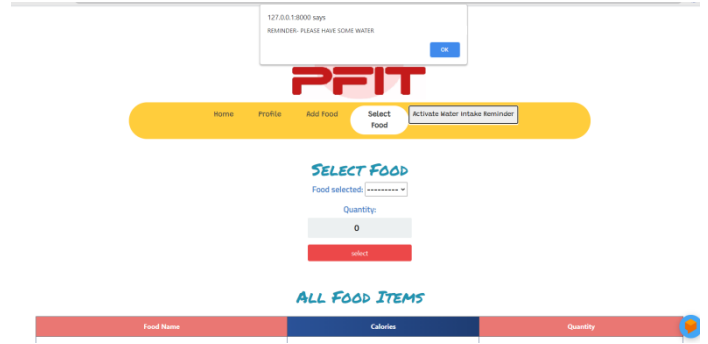 127.0.0.1:8000 says
REMINDER- PLEASE HAVE SOME WATER
OK
PFIT
Home Profile Add Food Select Food Activate Water Intake Reminder
Select Food
Food selected: ---------
Quantity:
0
select
All Food Items
Food Name Calories Quantity